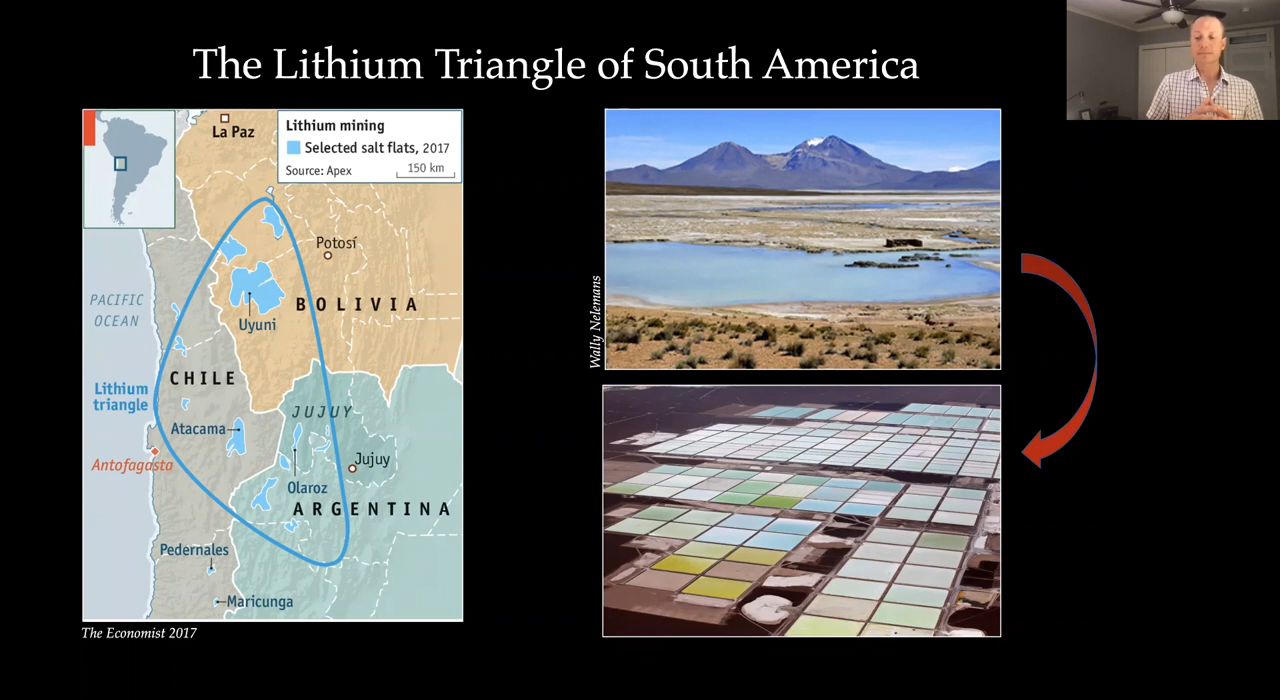 The Lithium Triangle of South America
La Paz
Lithium mining
Selected salt flats, 2017
Source: Apex
150 km
Potosí
PACIFIC
OCEAN
BOLIVIA
Uyuni
CHILE
Lithium
triangle
JUJUY
Atacama
Antofagasta
Jujuy
Olaroz
ARGENTINA
Pedernales
Maricunga
The Economist 2017
Wally Nelemans